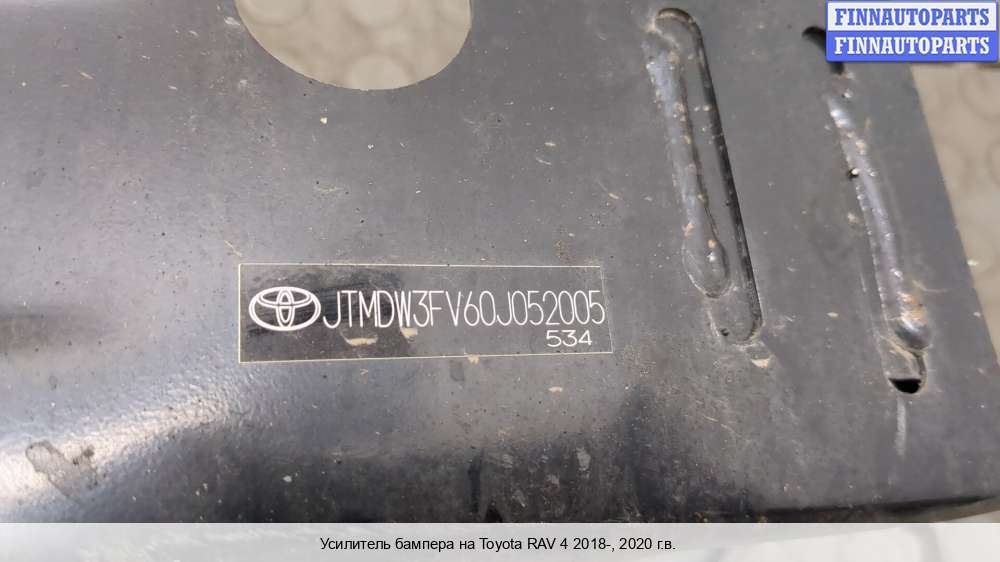 FINNAUTOPARTS
FINNAUTOPARTS
JTMDW3FV60J052005
534
Усилитель бампера на Toyota RAV 4 2018-, 2020 г.в.